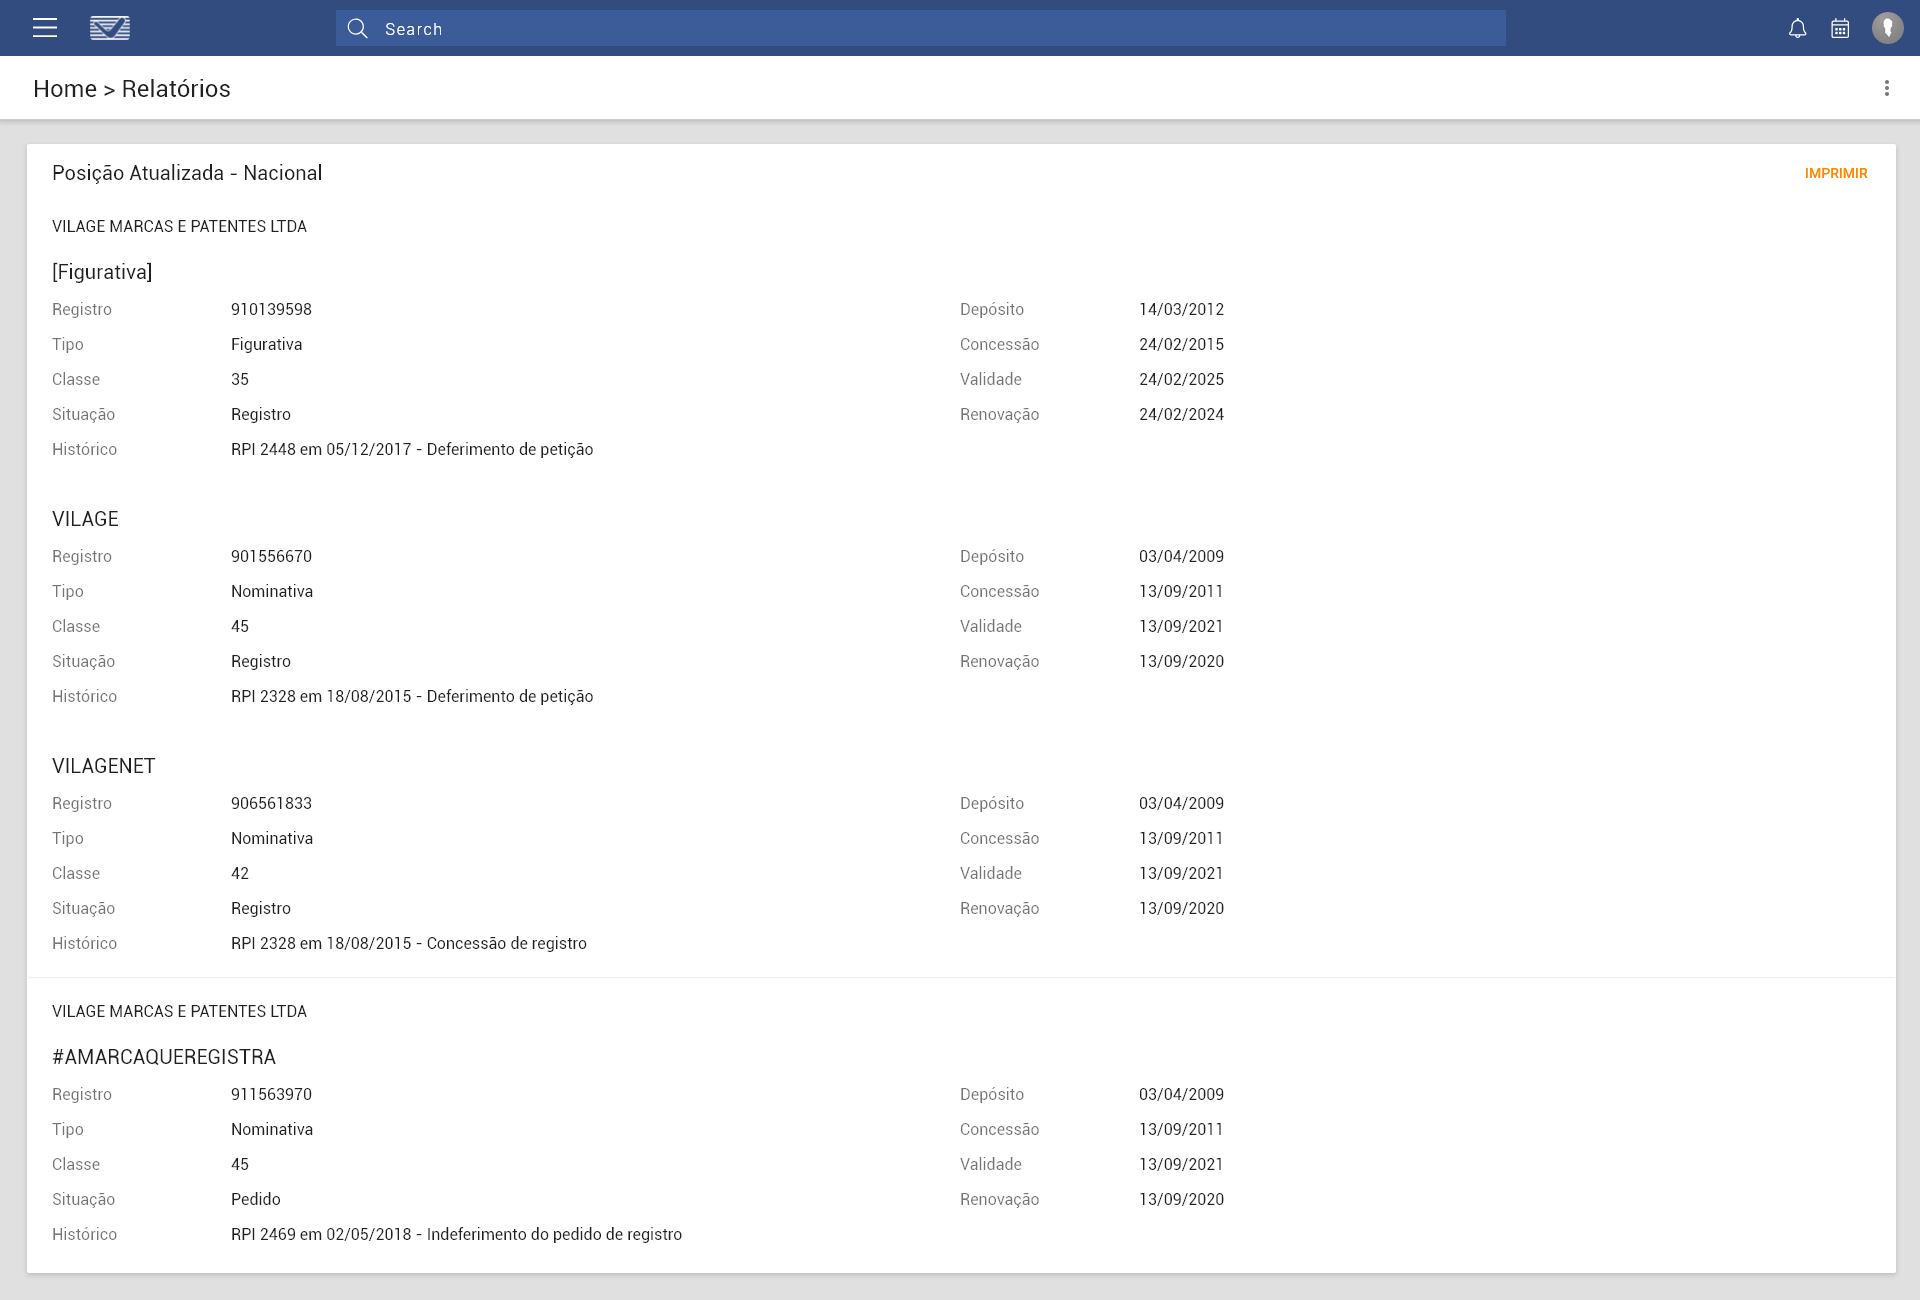 Search
Home > Relatórios
Posição Atualizada - Nacional IMPRIMIR
VILAGE MARCAS E PATENTES LTDA
[Figurativa]
Registro 910139598 Depósito 14/03/2012
Tipo Figurativa Concessão 24/02/2015
Classe 35 Validade 24/02/2025
Situação Registro Renovação 24/02/2024
Histórico RPI 2448 em 05/12/2017 - Deferimento de petição
VILAGE
Registro 901556670 Depósito 03/04/2009
Tipo Nominativa Concessão 13/09/2011
Classe 45 Validade 13/09/2021
Situação Registro Renovação 13/09/2020
Histórico RPI 2328 em 18/08/2015 - Deferimento de petição
VILAGENET
Registro 906561833 Depósito 03/04/2009
Tipo Nominativa Concessão 13/09/2011
Classe 42 Validade 13/09/2021
Situação Registro Renovação 13/09/2020
Histórico RPI 2328 em 18/08/2015 - Concessão de registro
VILAGE MARCAS E PATENTES LTDA
#AMARCAQUEREGISTRA
Registro 911563970 Depósito 03/04/2009
Tipo Nominativa Concessão 13/09/2011
Classe 45 Validade 13/09/2021
Situação Pedido Renovação 13/09/2020
Histórico RPI 2469 em 02/05/2018 - Indeferimento do pedido de registro